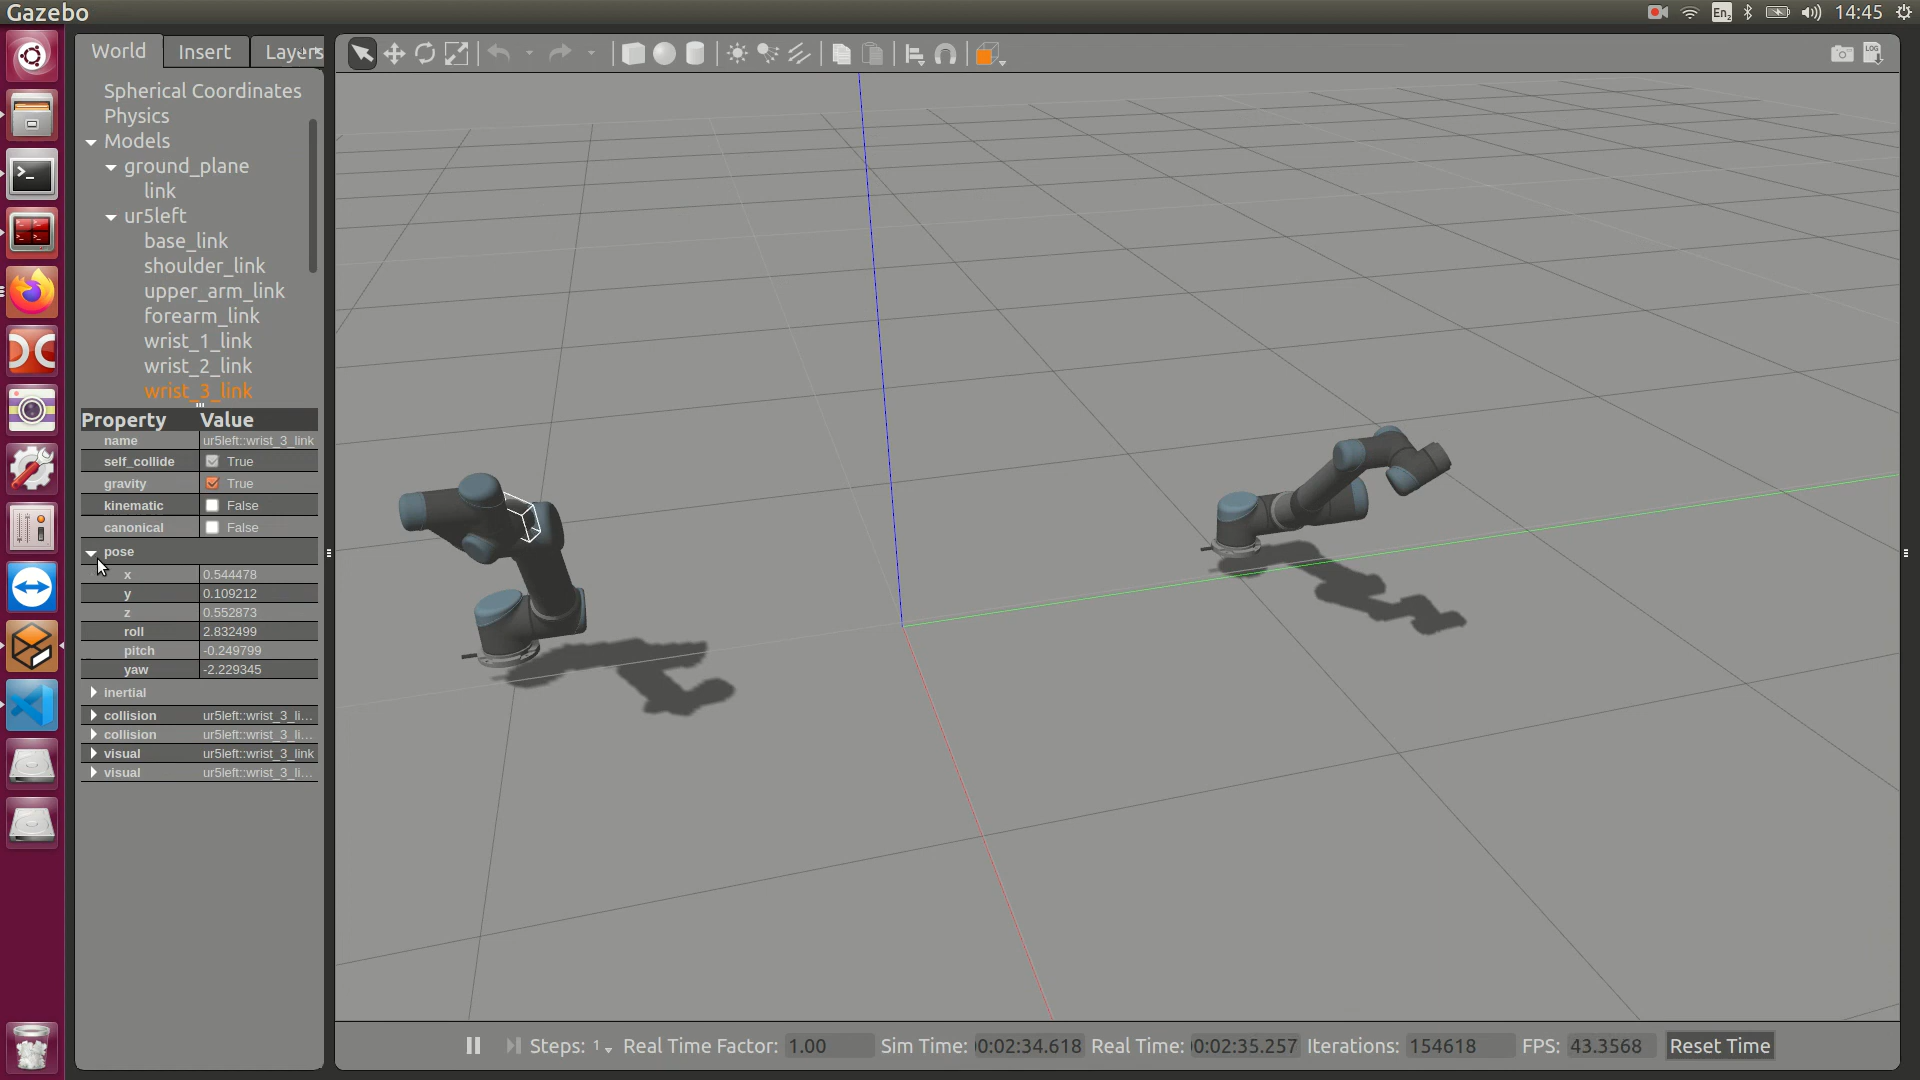 Gazebo
En2 14:45
World Insert Layers
LOG
Spherical Coordinates
Physics
Models
ground_plane
link
ur5left
base_link
shoulder_link
upper_arm_link
forearm_link
wrist_1_link
wrist_2_link
wrist_3_link
Property Value
name ur5left::wrist_3_link
self_collide True
gravity True
kinematic False
canonical False
pose
x 0.544478
y 0.109212
z 0.552873
roll 2.832499
pitch -0.249799
yaw -2.229345
inertial
collision ur5left::wrist_3_li...
collision ur5left::wrist_3_li...
visual ur5left::wrist_3_link
visual ur5left::wrist_3_li...
Steps: 1 Real Time Factor: 1.00 Sim Time: 0:02:34.618 Real Time: 0:02:35.257 Iterations: 154618 FPS: 43.3568 Reset Time